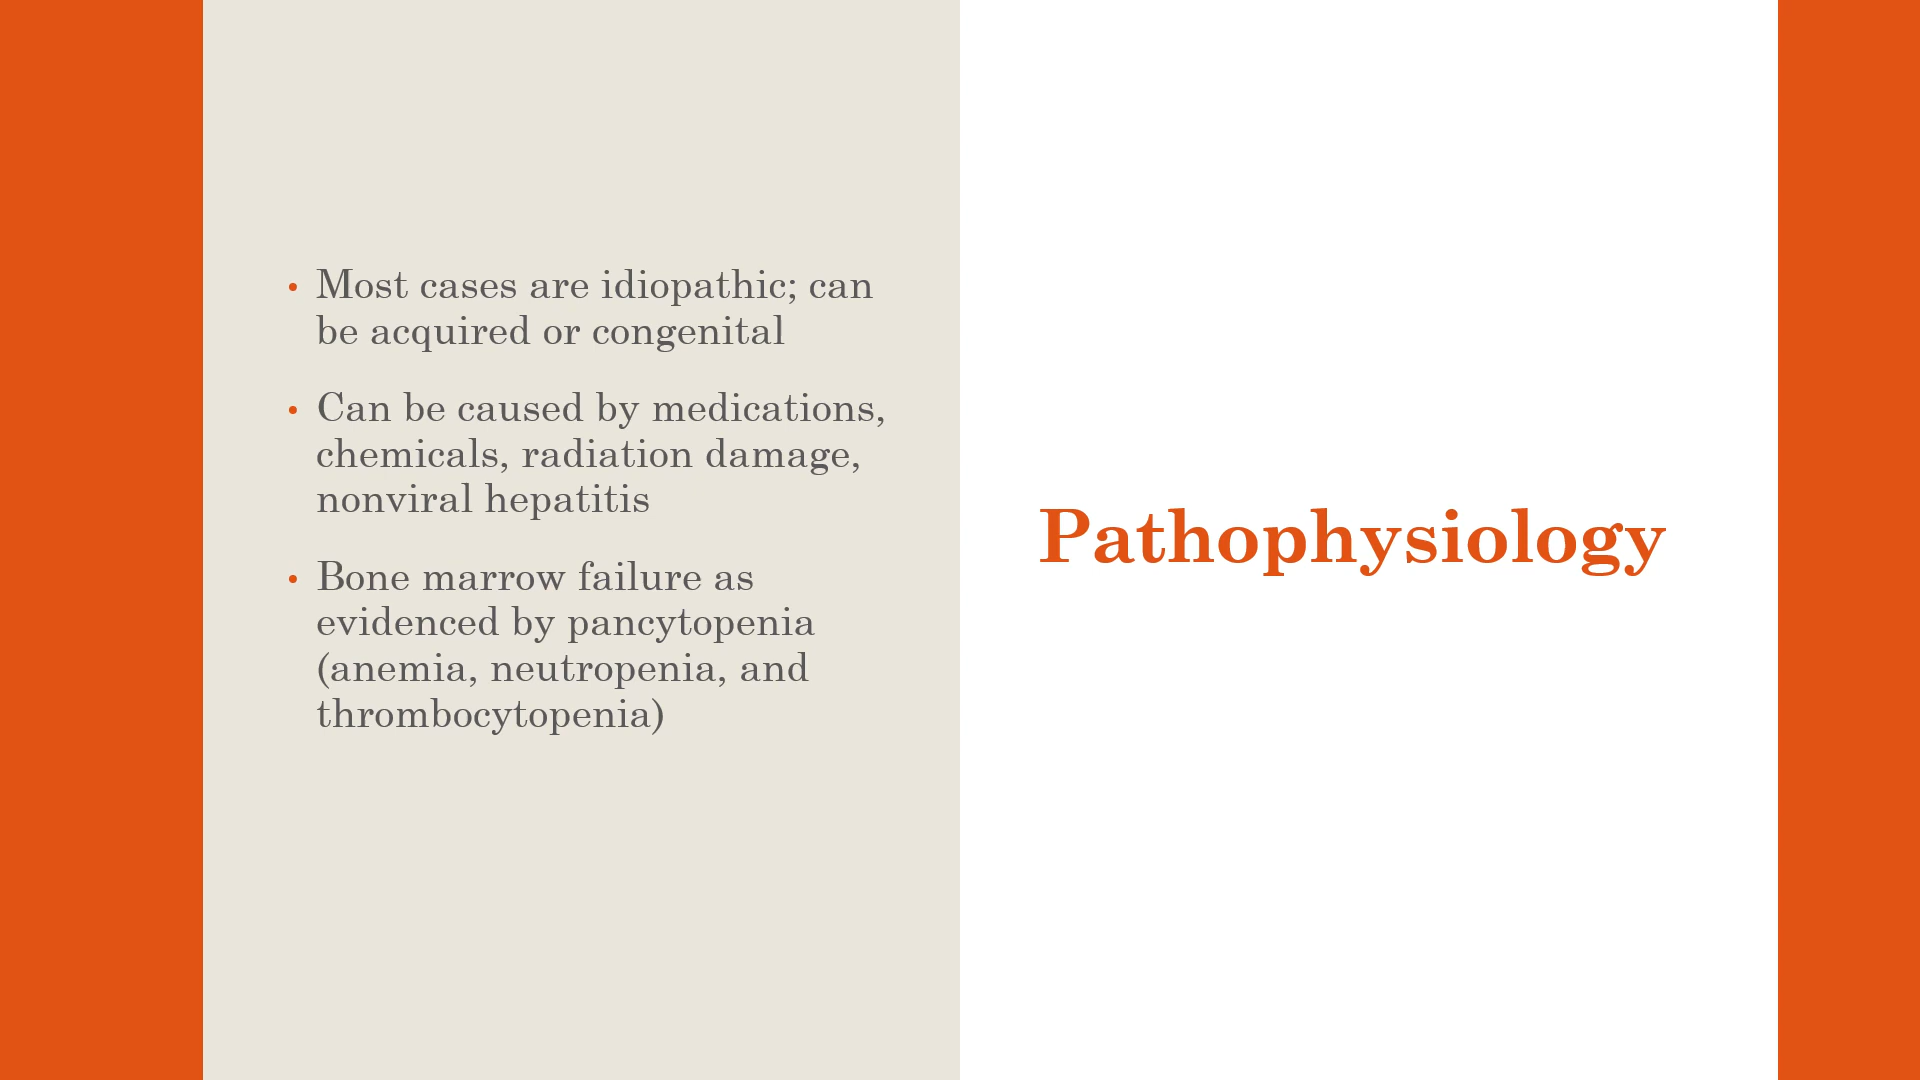 • Most cases are idiopathic; can
be acquired or congenital
• Can be caused by medications,
chemicals, radiation damage,
nonviral hepatitis
• Bone marrow failure as
evidenced by pancytopenia
(anemia, neutropenia, and
thrombocytopenia)
Pathophysiology